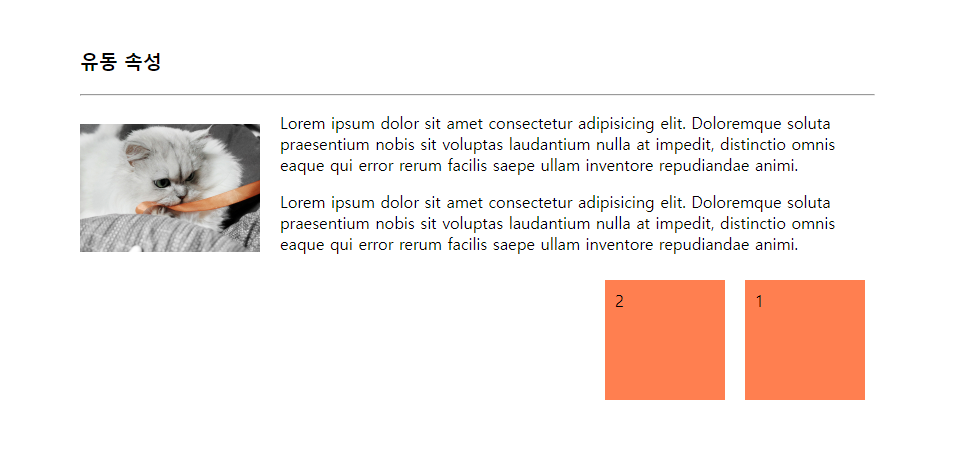 유동 속성
Lorem ipsum dolor sit amet consectetur adipisicing elit. Doloremque soluta
praesentium nobis sit voluptas laudantium nulla at impedit, distinctio omnis
eaque qui error rerum facilis saepe ullam inventore repudiandae animi.
Lorem ipsum dolor sit amet consectetur adipisicing elit. Doloremque soluta
praesentium nobis sit voluptas laudantium nulla at impedit, distinctio omnis
eaque qui error rerum facilis saepe ullam inventore repudiandae animi.
2
1